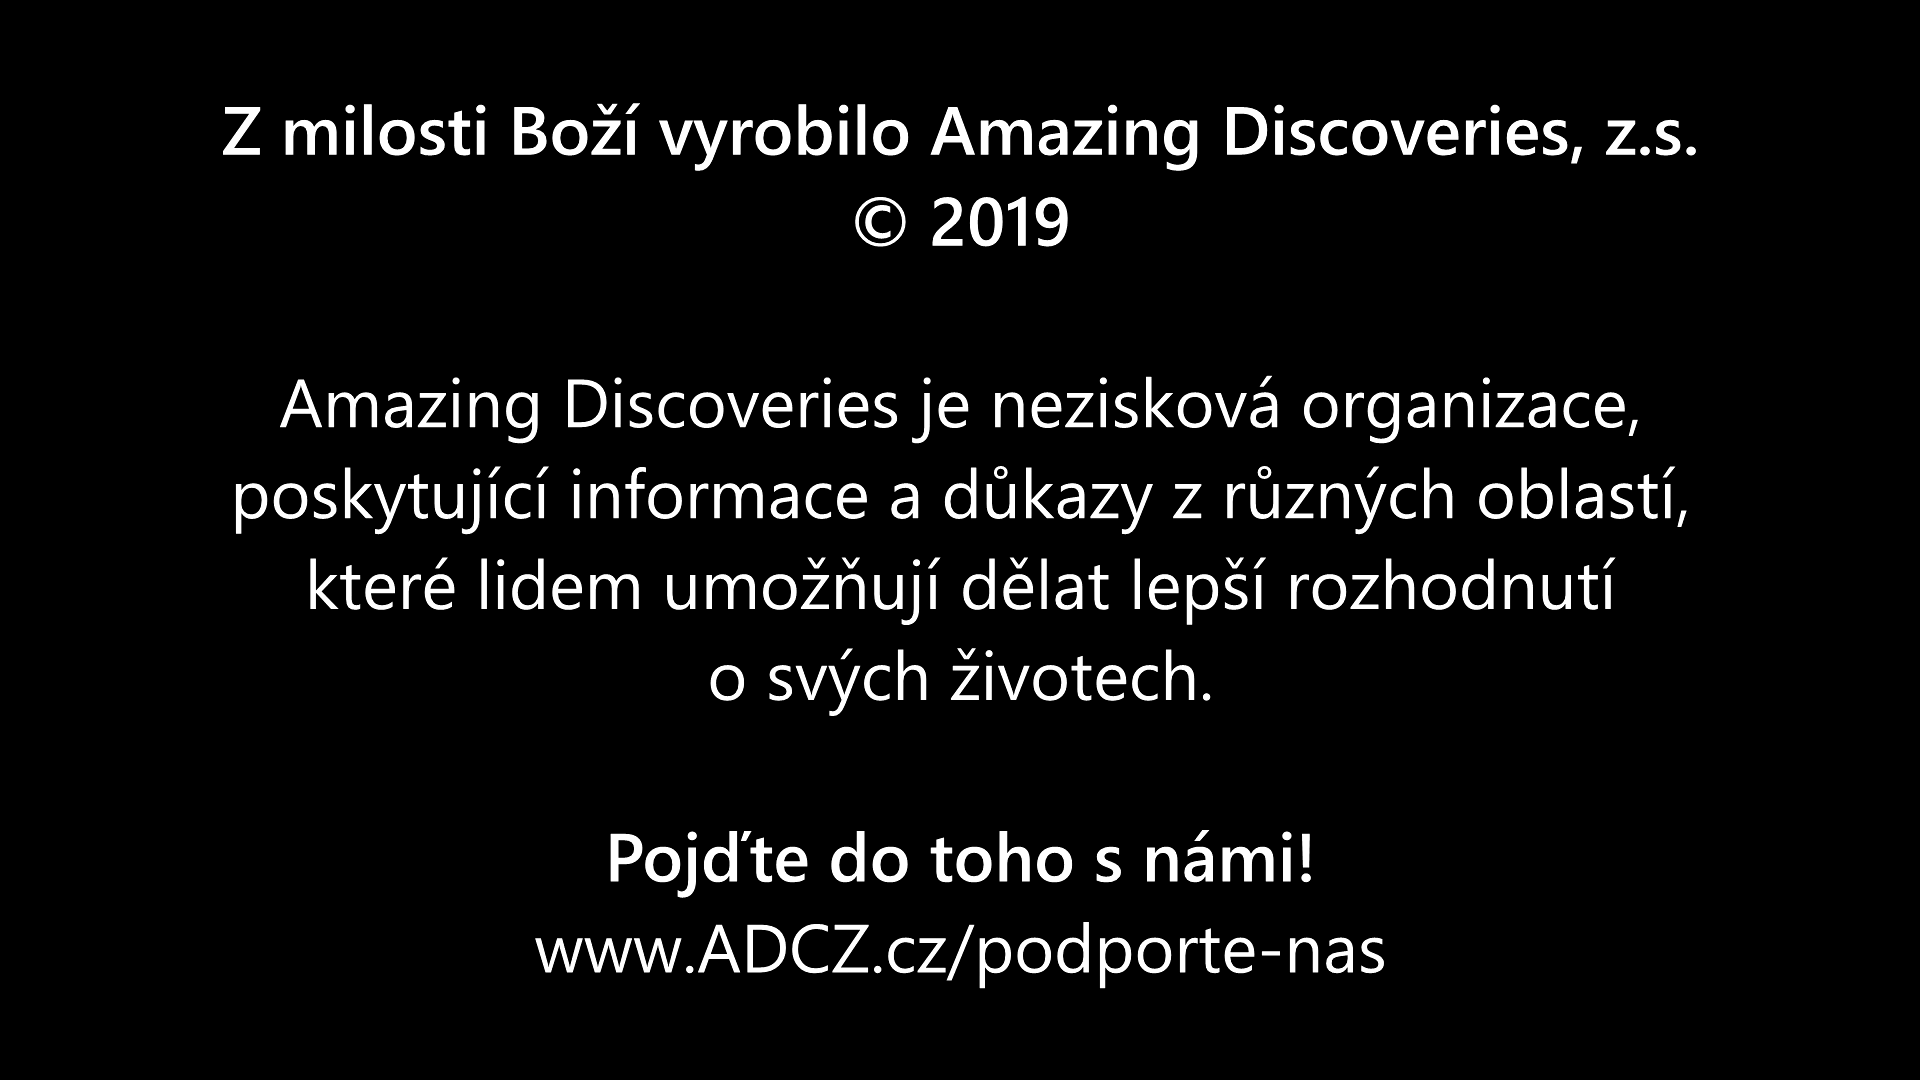 Z milosti Boží vyrobilo Amazing Discoveries, z.s.
© 2019
Amazing Discoveries je nezisková organizace,
poskytující informace a důkazy z různých oblastí,
které lidem umožňují dělat lepší rozhodnutí
o svých životech.
Pojďte do toho s námi!
www.ADCZ.cz/podporte-nas